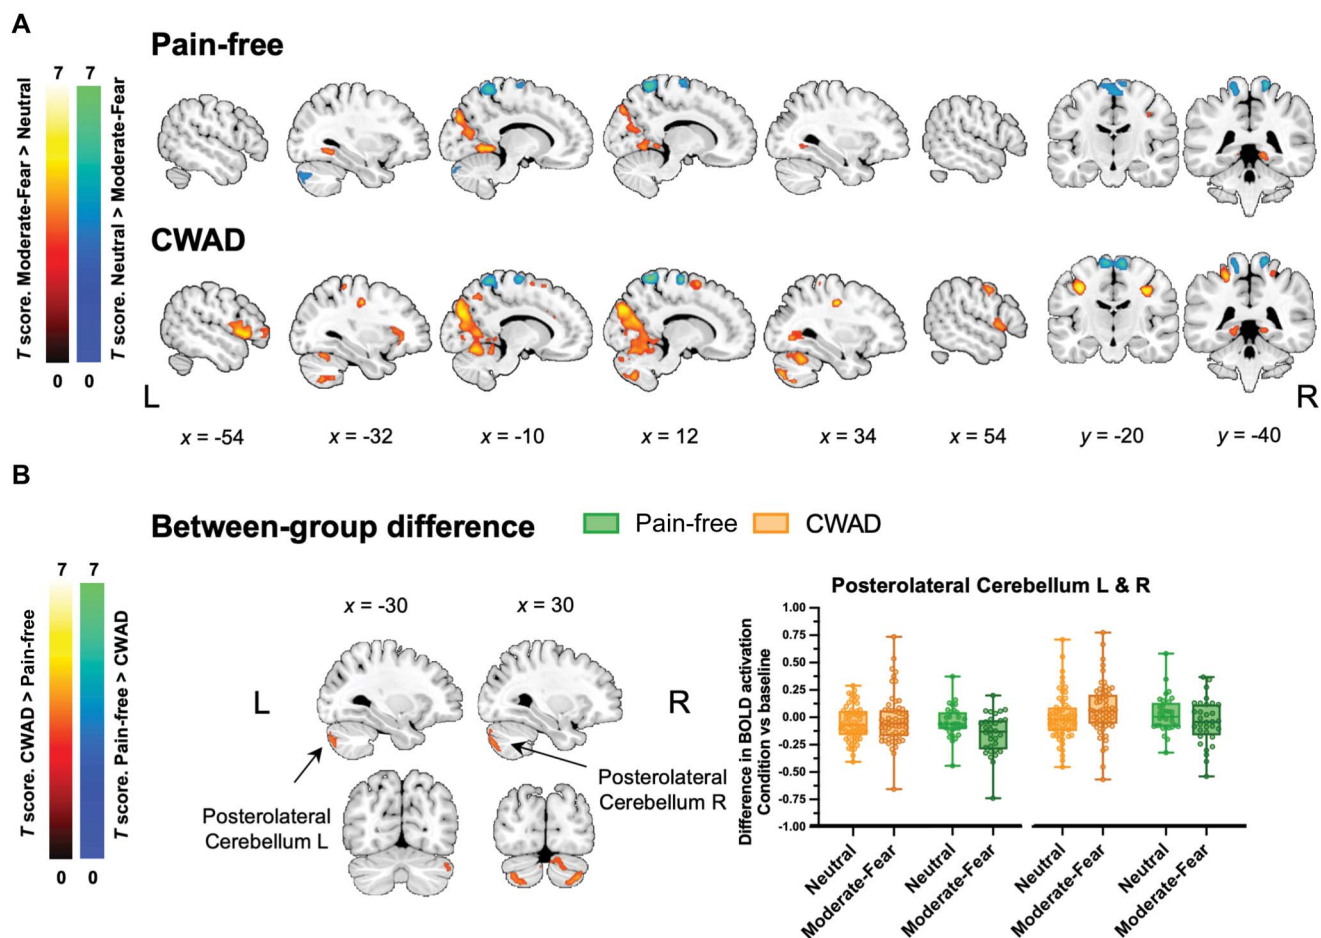 A
Pain-free
7 7
T score. Moderate-Fear > Neutral
T score. Neutral > Moderate-Fear
0 0
CWAD
L
R
x = -54
x = -32
x = -10
x = 12
x = 34
x = 54
y = -20
y = -40
B
Between-group difference
Pain-free
CWAD
7 7
T score. CWAD > Pain-free
T score. Pain-free > CWAD
0 0
x = -30
x = 30
L
R
Posterolateral
Cerebellum L
Posterolateral
Cerebellum R
Posterolateral Cerebellum L & R
Difference in BOLD activation
Condition vs baseline
1.00
0.75
0.50
0.25
0.00
-0.25
-0.50
-0.75
-1.00
Neutral
Moderate-Fear
Neutral
Moderate-Fear
Neutral
Moderate-Fear
Neutral
Moderate-Fear